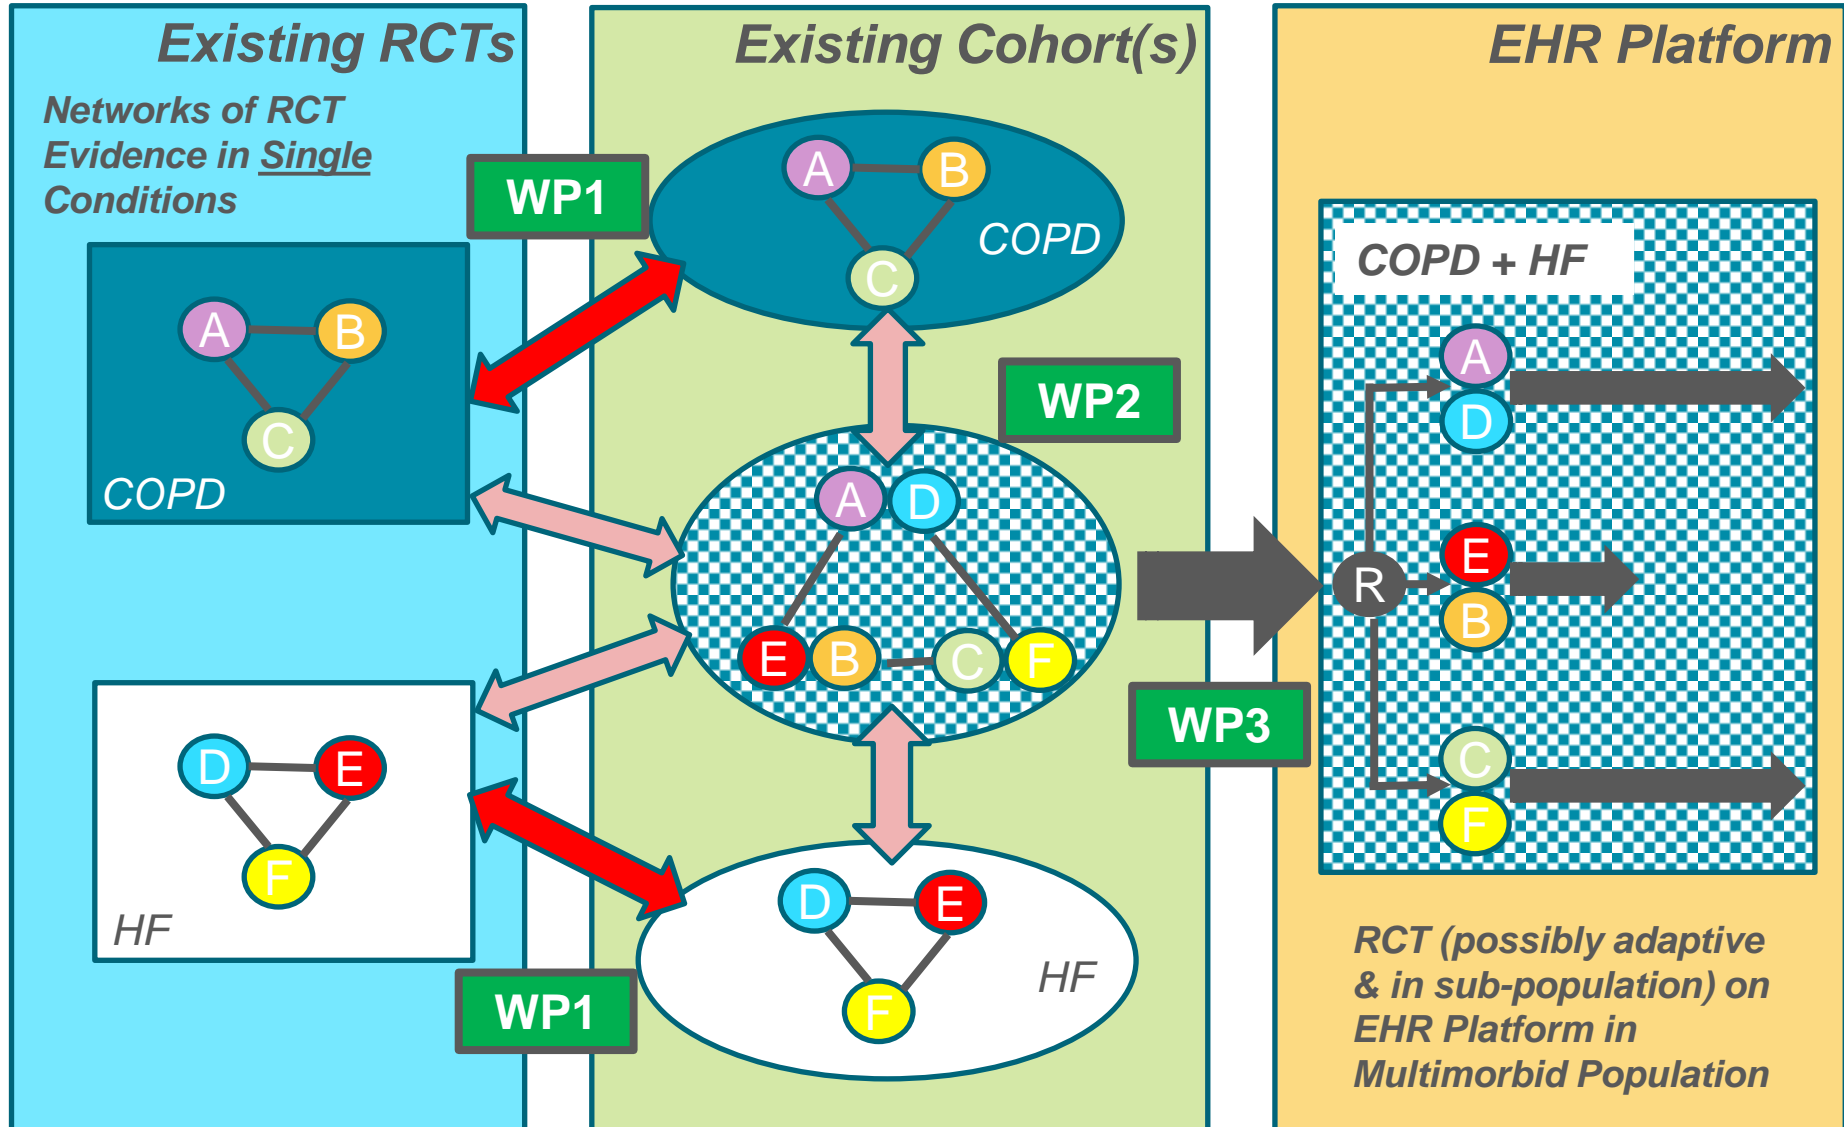 Existing RCTs
Networks of RCT
Evidence in Single
Conditions
A
B
C
COPD
D
E
F
HF
WP1
WP1
Existing Cohort(s)
A
B
C
COPD
WP2
A
D
E
B
C
F
D
E
F
HF
WP3
EHR Platform
COPD + HF
R
A
D
E
B
C
F
RCT (possibly adaptive
& in sub-population) on
EHR Platform in
Multimorbid Population